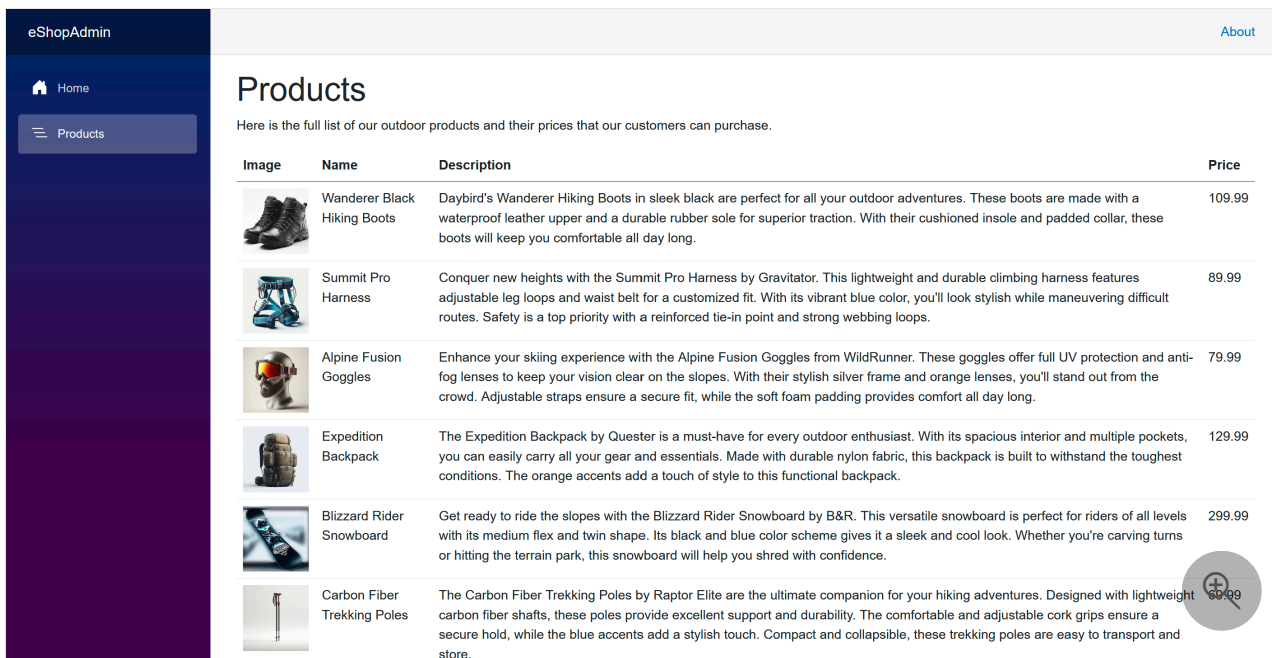 eShopAdmin
About
Home
Products
Products
Here is the full list of our outdoor products and their prices that our customers can purchase.
Image Name Description Price
Wanderer Black Hiking Boots
Daybird's Wanderer Hiking Boots in sleek black are perfect for all your outdoor adventures. These boots are made with a
waterproof leather upper and a durable rubber sole for superior traction. With their cushioned insole and padded collar, these
boots will keep you comfortable all day long.
109.99
Summit Pro
Harness
Conquer new heights with the Summit Pro Harness by Gravitator. This lightweight and durable climbing harness features
adjustable leg loops and waist belt for a customized fit. With its vibrant blue color, you'll look stylish while maneuvering difficult
routes. Safety is a top priority with a reinforced tie-in point and strong webbing loops.
89.99
Alpine Fusion
Goggles
Enhance your skiing experience with the Alpine Fusion Goggles from WildRunner. These goggles offer full UV protection and anti-
fog lenses to keep your vision clear on the slopes. With their stylish silver frame and orange lenses, you'll stand out from the
crowd. Adjustable straps ensure a secure fit, while the soft foam padding provides comfort all day long.
79.99
Expedition
Backpack
The Expedition Backpack by Quester is a must-have for every outdoor enthusiast. With its spacious interior and multiple pockets,
you can easily carry all your gear and essentials. Made with durable nylon fabric, this backpack is built to withstand the toughest
conditions. The orange accents add a touch of style to this functional backpack.
129.99
Blizzard Rider
Snowboard
Get ready to ride the slopes with the Blizzard Rider Snowboard by B&R. This versatile snowboard is perfect for riders of all levels
with its medium flex and twin shape. Its black and blue color scheme gives it a sleek and cool look. Whether you're carving turns
or hitting the terrain park, this snowboard will help you shred with confidence.
299.99
Carbon Fiber
Trekking Poles
The Carbon Fiber Trekking Poles by Raptor Elite are the ultimate companion for your hiking adventures. Designed with lightweight
carbon fiber shafts, these poles provide excellent support and durability. The comfortable and adjustable cork grips ensure a
secure hold, while the blue accents add a stylish touch. Compact and collapsible, these trekking poles are easy to transport and
store.